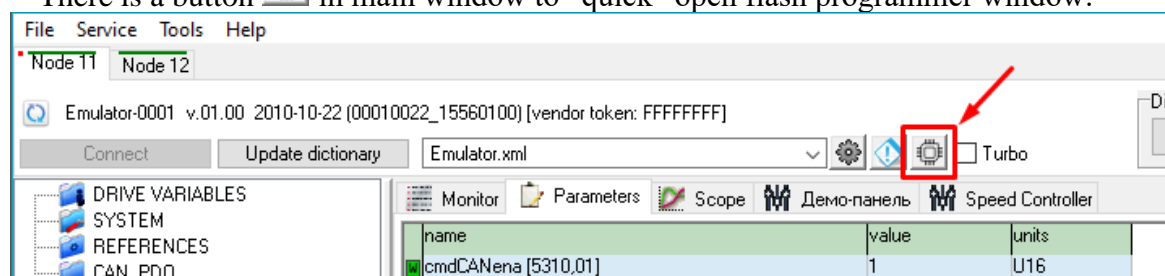 There is a button in main window to "quick" open flash programmer window.
File Service Tools Help
Node 11 Node 12
Emulator-0001 v.01.00 2010-10-22 (00010022_15560100) [vendor token: FFFFFFFF]
Connect Update dictionary Emulator.xml Turbo
DRIVE VARIABLES
SYSTEM
REFERENCES
CAN PDO
Monitor Parameters Scope Демо-панель Speed Controller
name value units
cmdCANena [5310,01] 1 U16